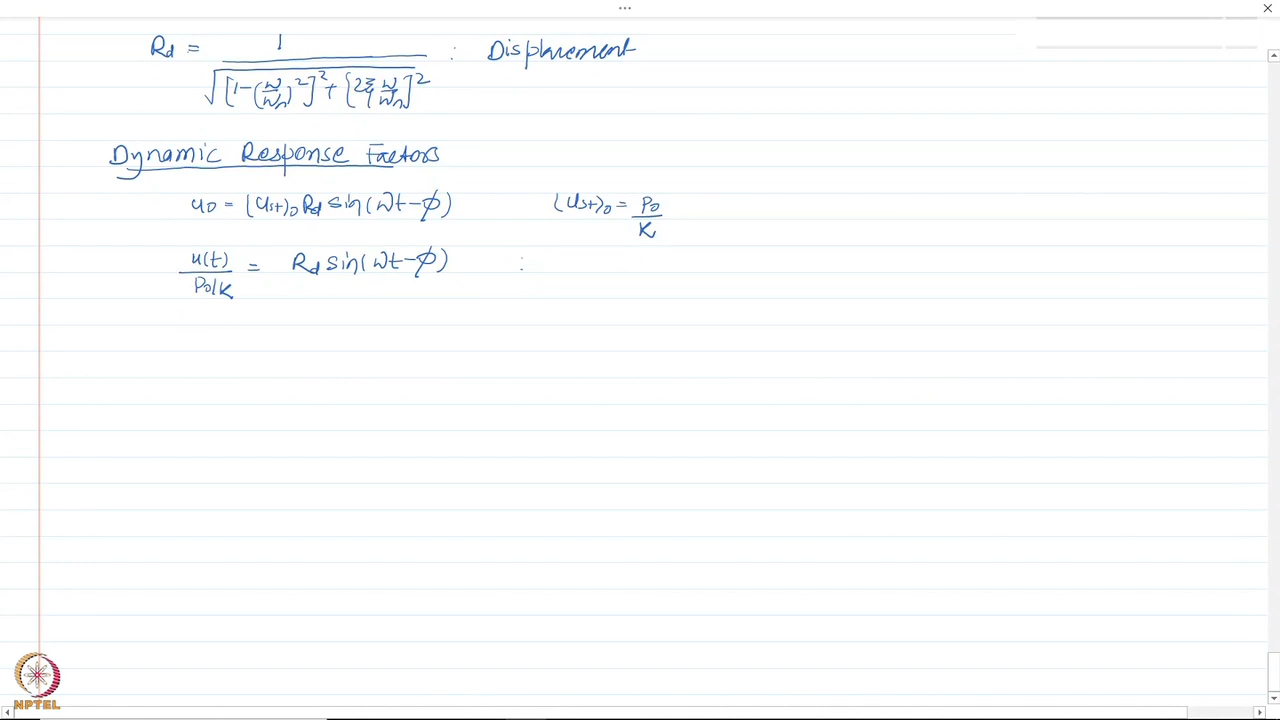 Rd = 1 / √([1-(ω/ωn)²]² + [2ξ ω/ωn]²) : Displacement
Dynamic Response Factors
u0 = (ust)0 Rd sin(ωt-ϕ) (ust)0 = P0/K
u(t)/(P0/K) = Rd sin(ωt-ϕ) :
NPTEL